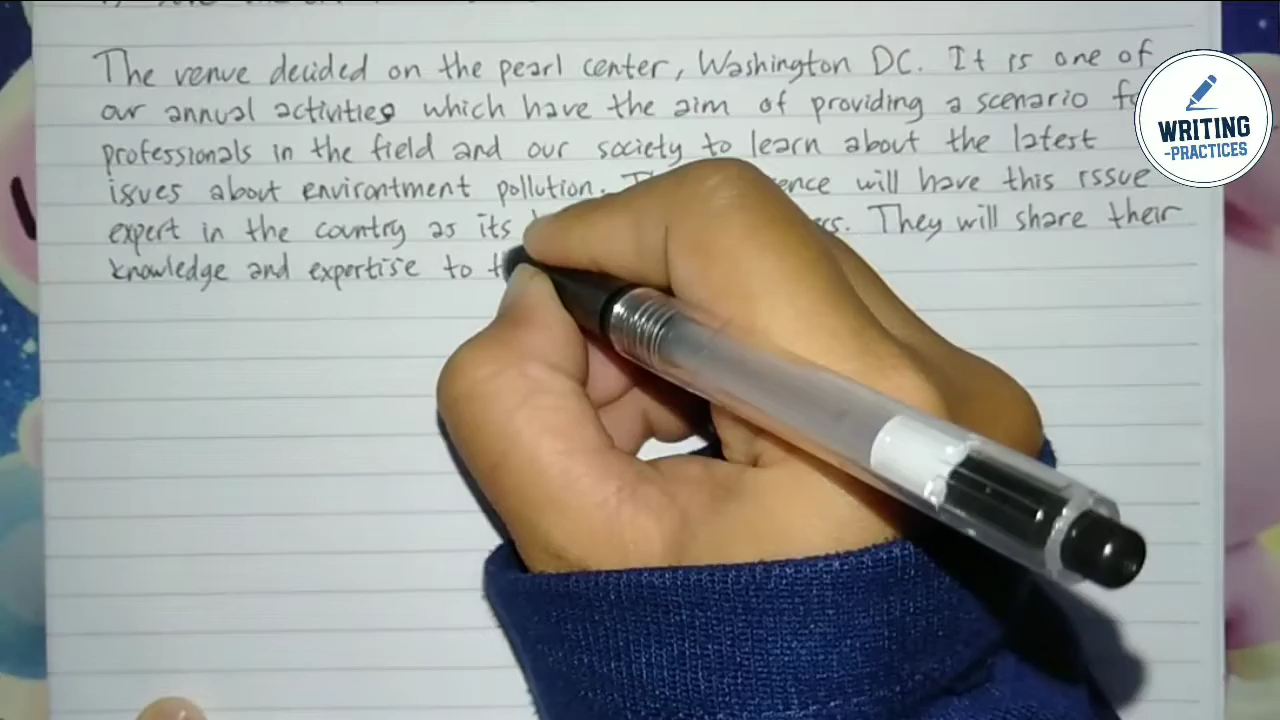 The venue decided on the pearl center, Washington DC. It is one of
our annual activities which have the aim of providing a scenario
professionals in the field and our society to learn about the latest
issues about environtment pollution. will have this issue
expert in the country as its They will share their
knowledge and expertise to
WRITING
-PRACTICES